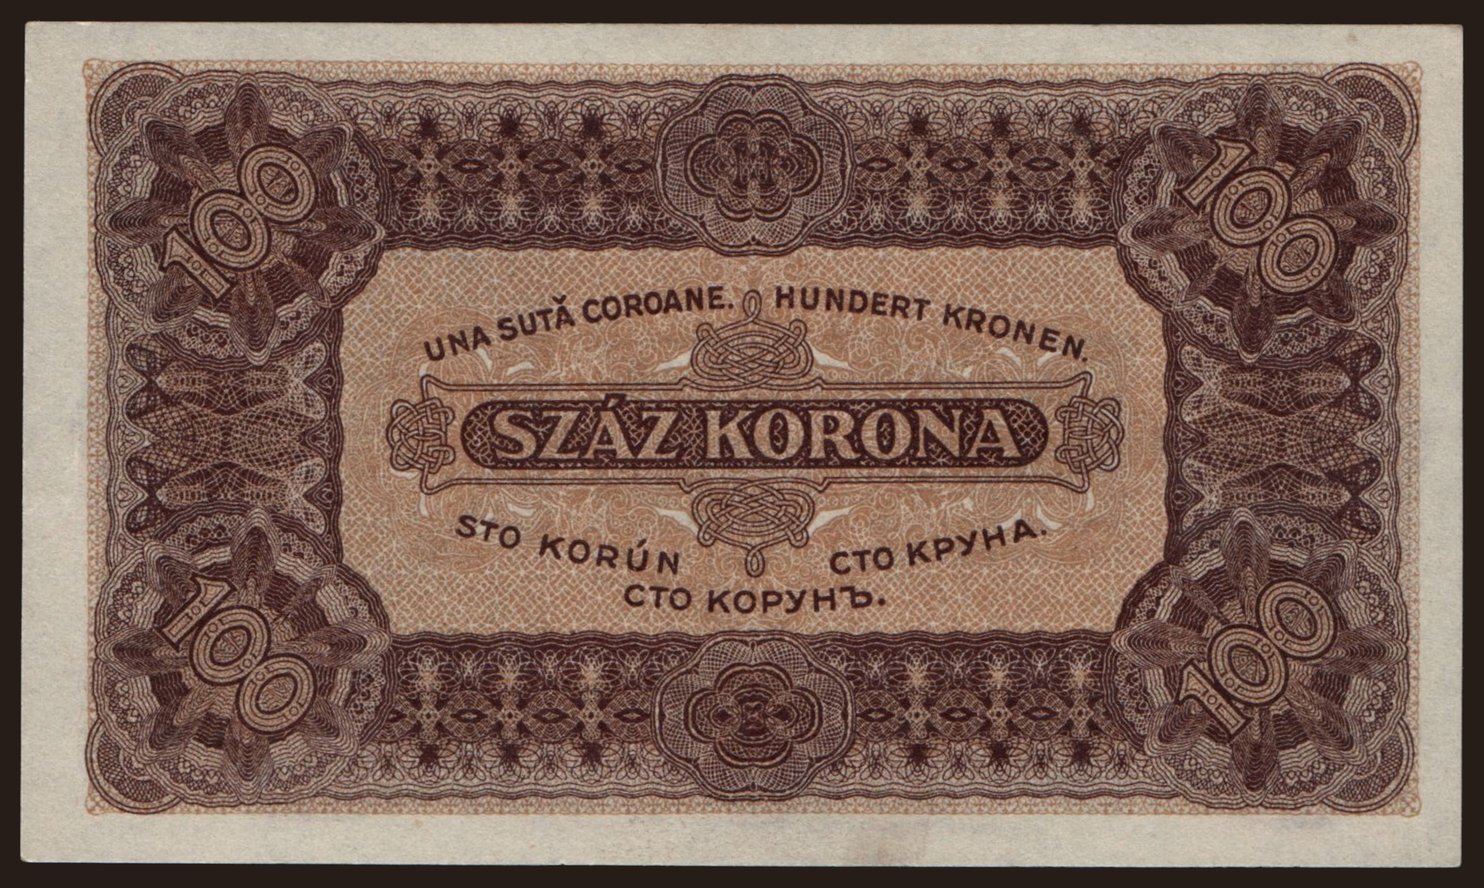 100
100
UNA SUTĂ COROANE.
HUNDERT KRONEN.
SZÁZ KORONA
STO KORÚN
СТО КРУНА.
СТО КОРУНЪ.
100
100